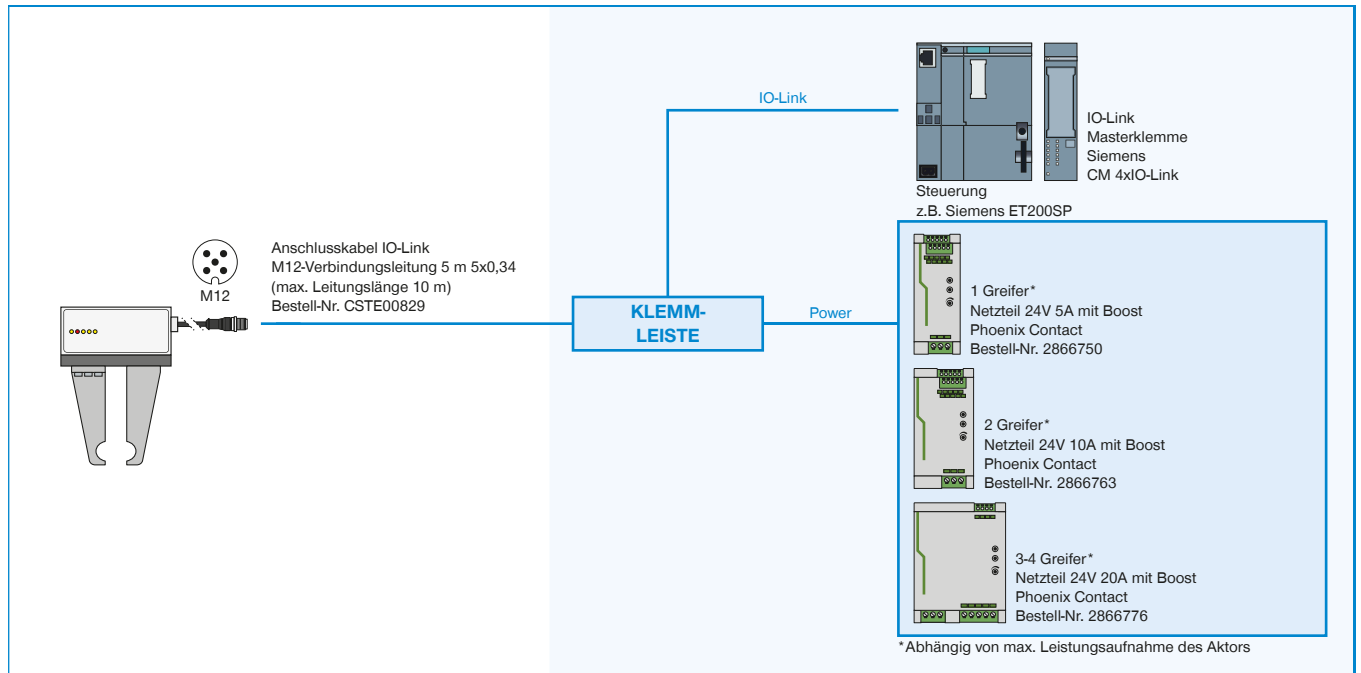 IO-Link
IO-Link
Masterklemme
Siemens
CM 4xIO-Link
Steuerung
z.B. Siemens ET200SP
M12
Anschlusskabel IO-Link
M12-Verbindungsleitung 5 m 5x0,34
(max. Leitungslänge 10 m)
Bestell-Nr. CSTE00829
KLEMM-
LEISTE
Power
1 Greifer*
Netzteil 24V 5A mit Boost
Phoenix Contact
Bestell-Nr. 2866750
2 Greifer*
Netzteil 24V 10A mit Boost
Phoenix Contact
Bestell-Nr. 2866763
3-4 Greifer*
Netzteil 24V 20A mit Boost
Phoenix Contact
Bestell-Nr. 2866776
*Abhängig von max. Leistungsaufnahme des Aktors